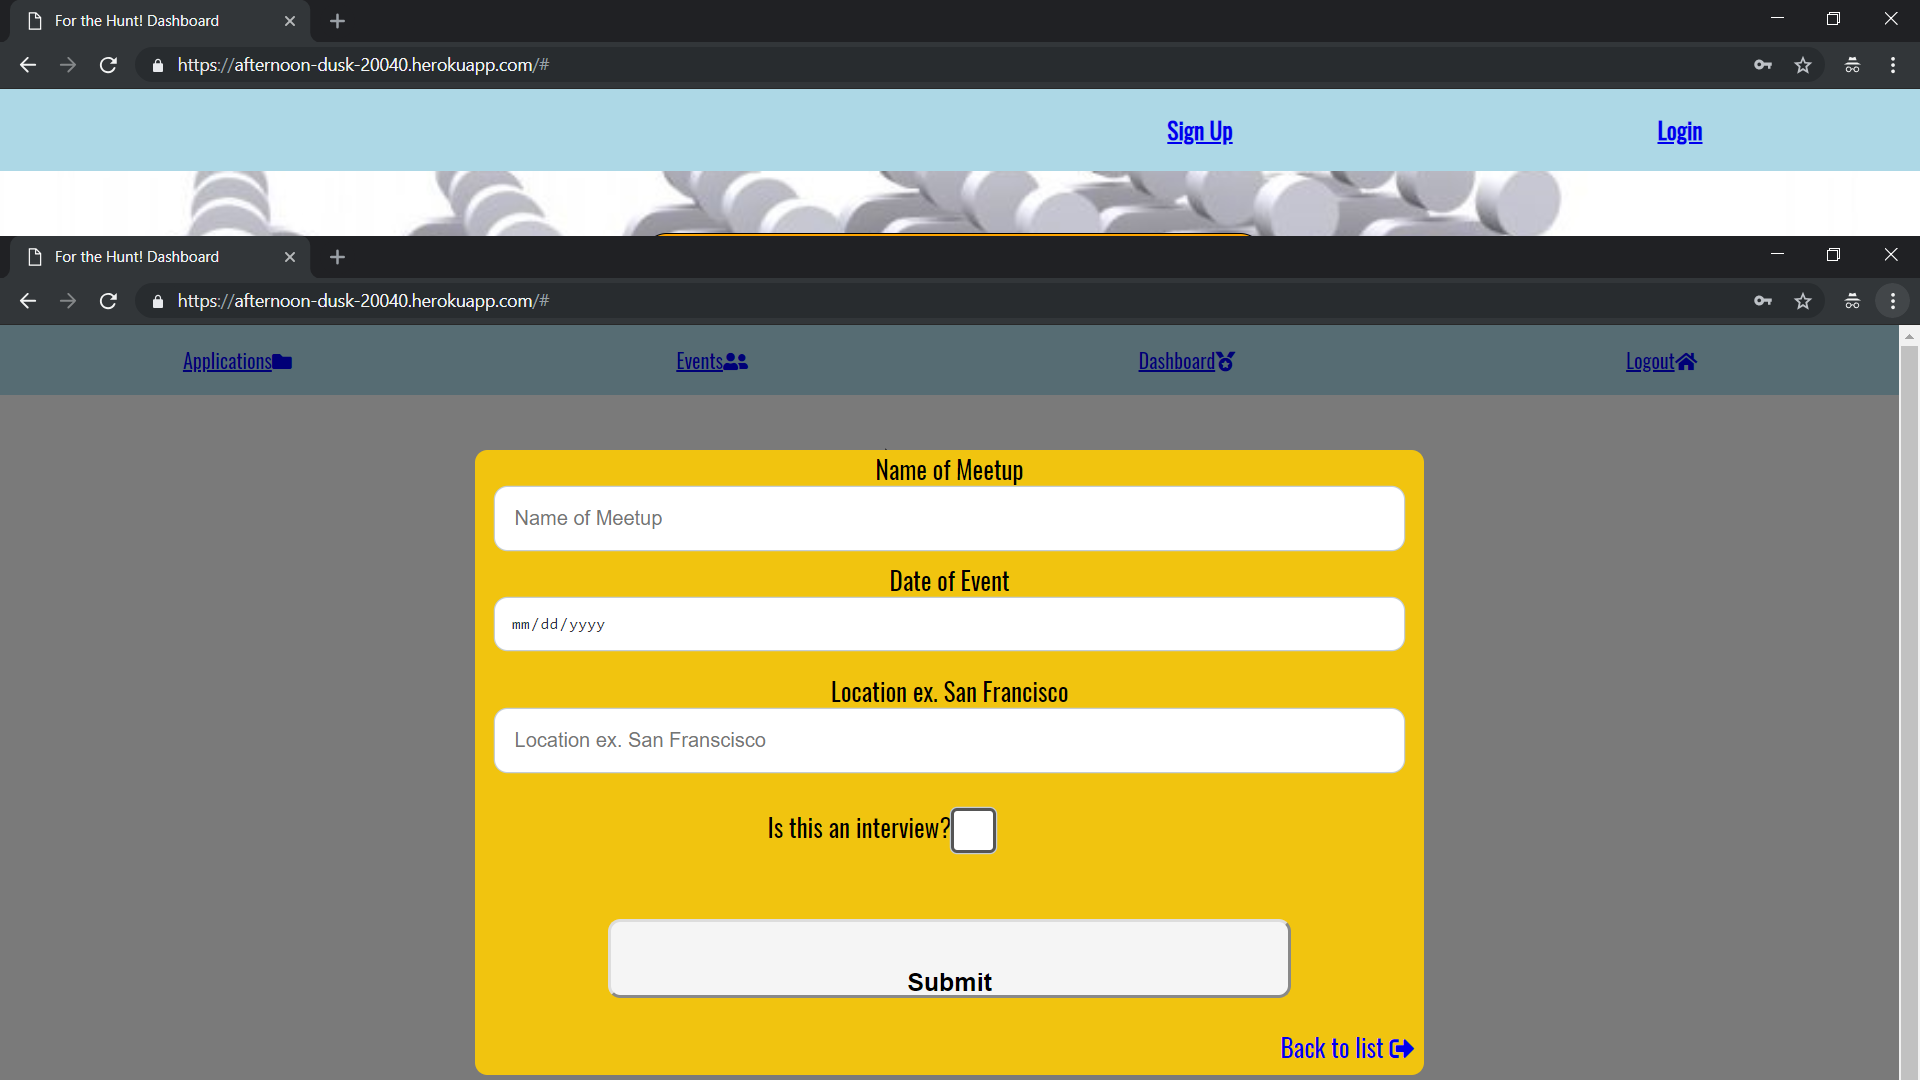 For the Hunt! Dashboard
https://afternoon-dusk-20040.herokuapp.com/#
Sign Up Login
For the Hunt! Dashboard
https://afternoon-dusk-20040.herokuapp.com/#
Applications Events Dashboard Logout
Name of Meetup
Name of Meetup
Date of Event
mm/dd/yyyy
Location ex. San Francisco
Location ex. San Franscisco
Is this an interview?
Submit
Back to list